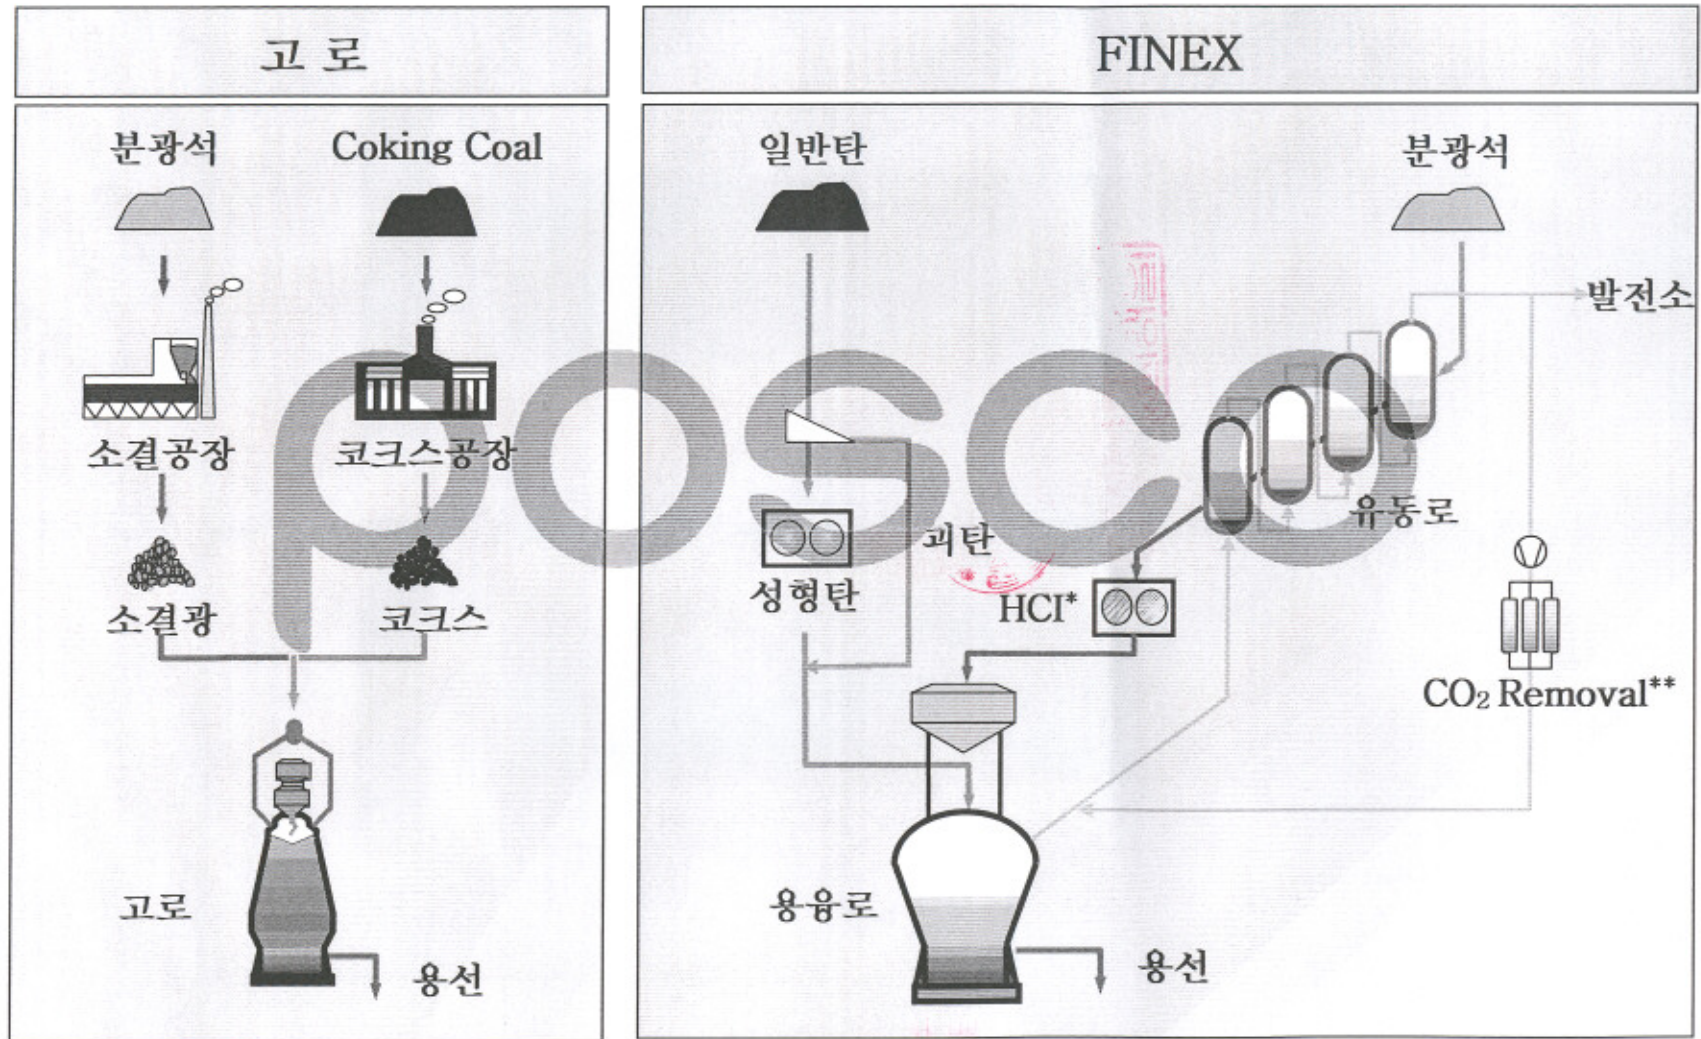 고 로
FINEX
분광석
Coking Coal
소결공장
코크스공장
소결광
코크스
고로
용선
일반탄
분광석
발전소
유동로
괴탄
성형탄
HCI*
CO₂ Removal**
용융로
용선
posco